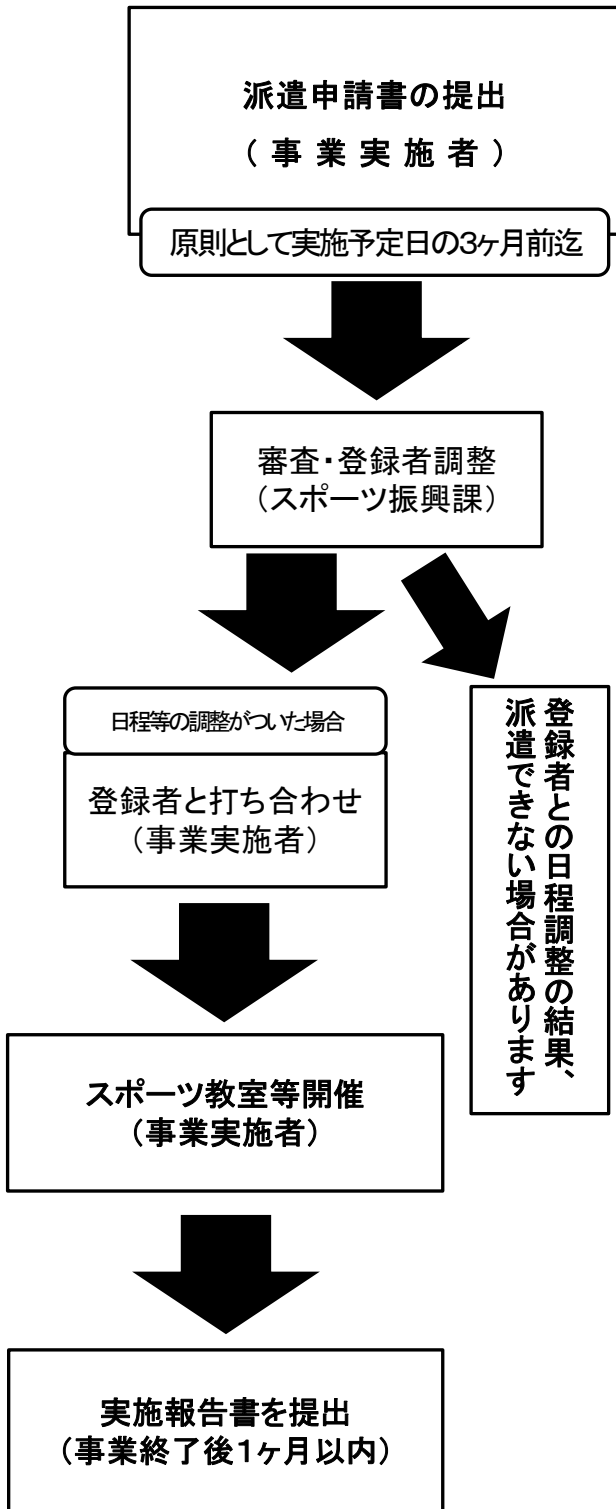 派遣申請書の提出
（事業実施者）
原則として実施予定日の3ヶ月前迄
審査・登録者調整
（スポーツ振興課）
日程等の調整がついた場合
登録者と打ち合わせ
（事業実施者）
登録者との日程調整の結果、
派遣できない場合があります
スポーツ教室等開催
（事業実施者）
実施報告書を提出
（事業終了後1ヶ月以内）